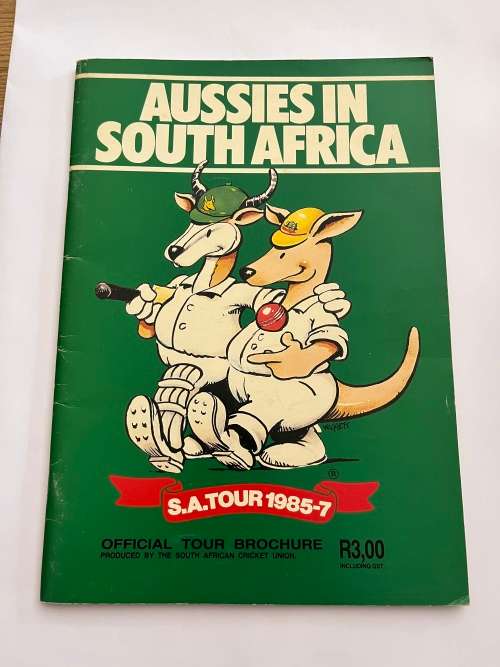 AUSSIES IN
SOUTH AFRICA
®
S.A.TOUR 1985-7
OFFICIAL TOUR BROCHURE
PRODUCED BY THE SOUTH AFRICAN CRICKET UNION.
R3,00
INCLUDING GST